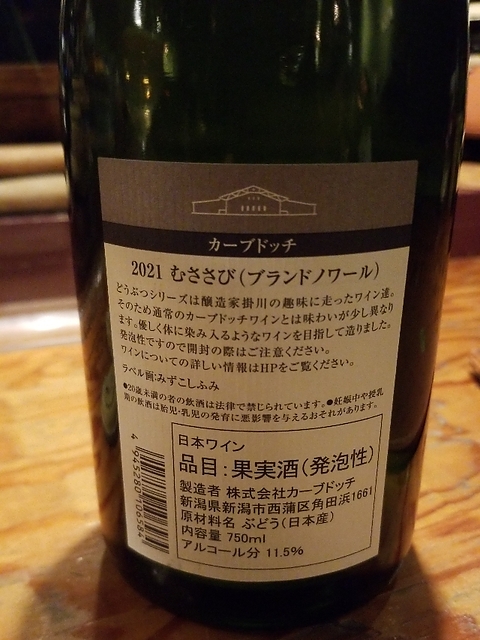 カーブドッチ
2021 むささび(ブランドノワール)
どうぶつシリーズは醸造家掛川の趣味に走ったワイン達。
そのため通常のカーブドッチワインとは味わいが少し異なり
ます。優しく体に染み入るようなワインを目指して造りました。
発泡性ですので開封の際はご注意ください。
ワインについての詳しい情報はHPをご覧ください。
ラベル画:みずこしふみ
●20歳未満の者の飲酒は法律で禁じられています。●妊娠中や授乳
期の飲酒は胎児・乳児の発育に悪影響を与えるおそれがあります。
日本ワイン
品目:果実酒(発泡性)
製造者 株式会社カーブドッチ
新潟県新潟市西蒲区角田浜1661
原材料名 ぶどう(日本産)
内容量 750ml
アルコール分 11.5%
4 945280 106584